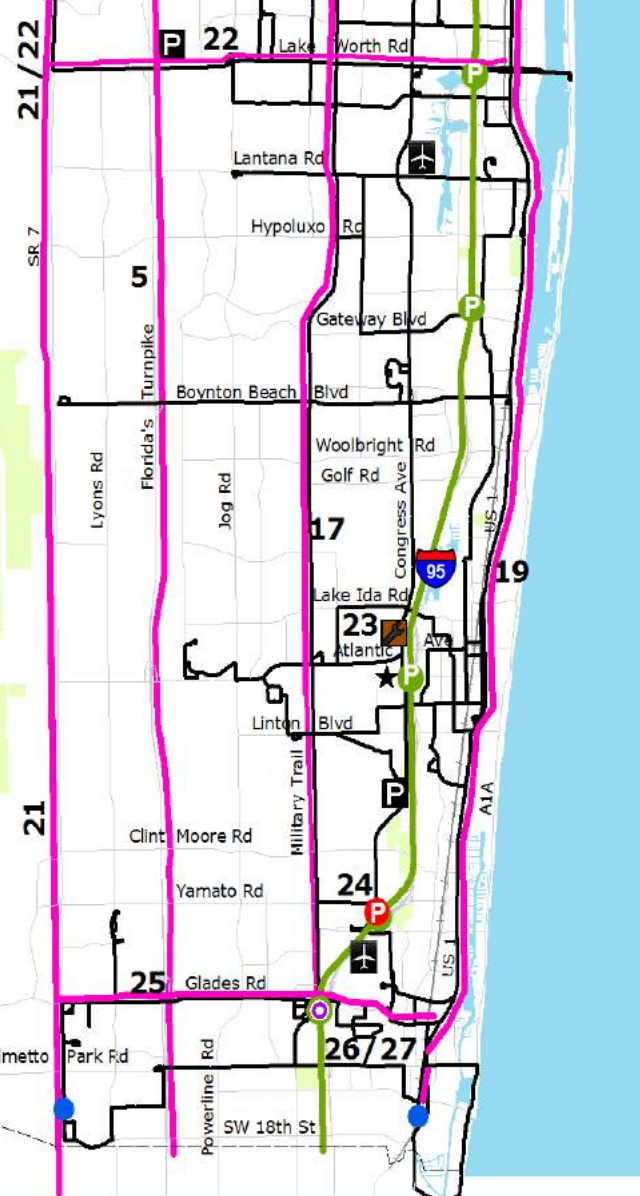 21/22
P
22
Lake Worth Rd
P
Lantana Rd
SR 7
Hypoluxo Rd
5
P
Gateway Blvd
Florida's Turnpike
Boynton Beach Blvd
Woolbright Rd
Lyons Rd
Jog Rd
Golf Rd
Congress Ave
US 1
17
95
19
Lake Ida Rd
23
Atlantic Ave
P
Linton Blvd
Military Trail
P
A1A
21
Clint Moore Rd
Yamato Rd
24
P
US 1
25
Glades Rd
26/27
lmetto Park Rd
Powerline Rd
SW 18th St